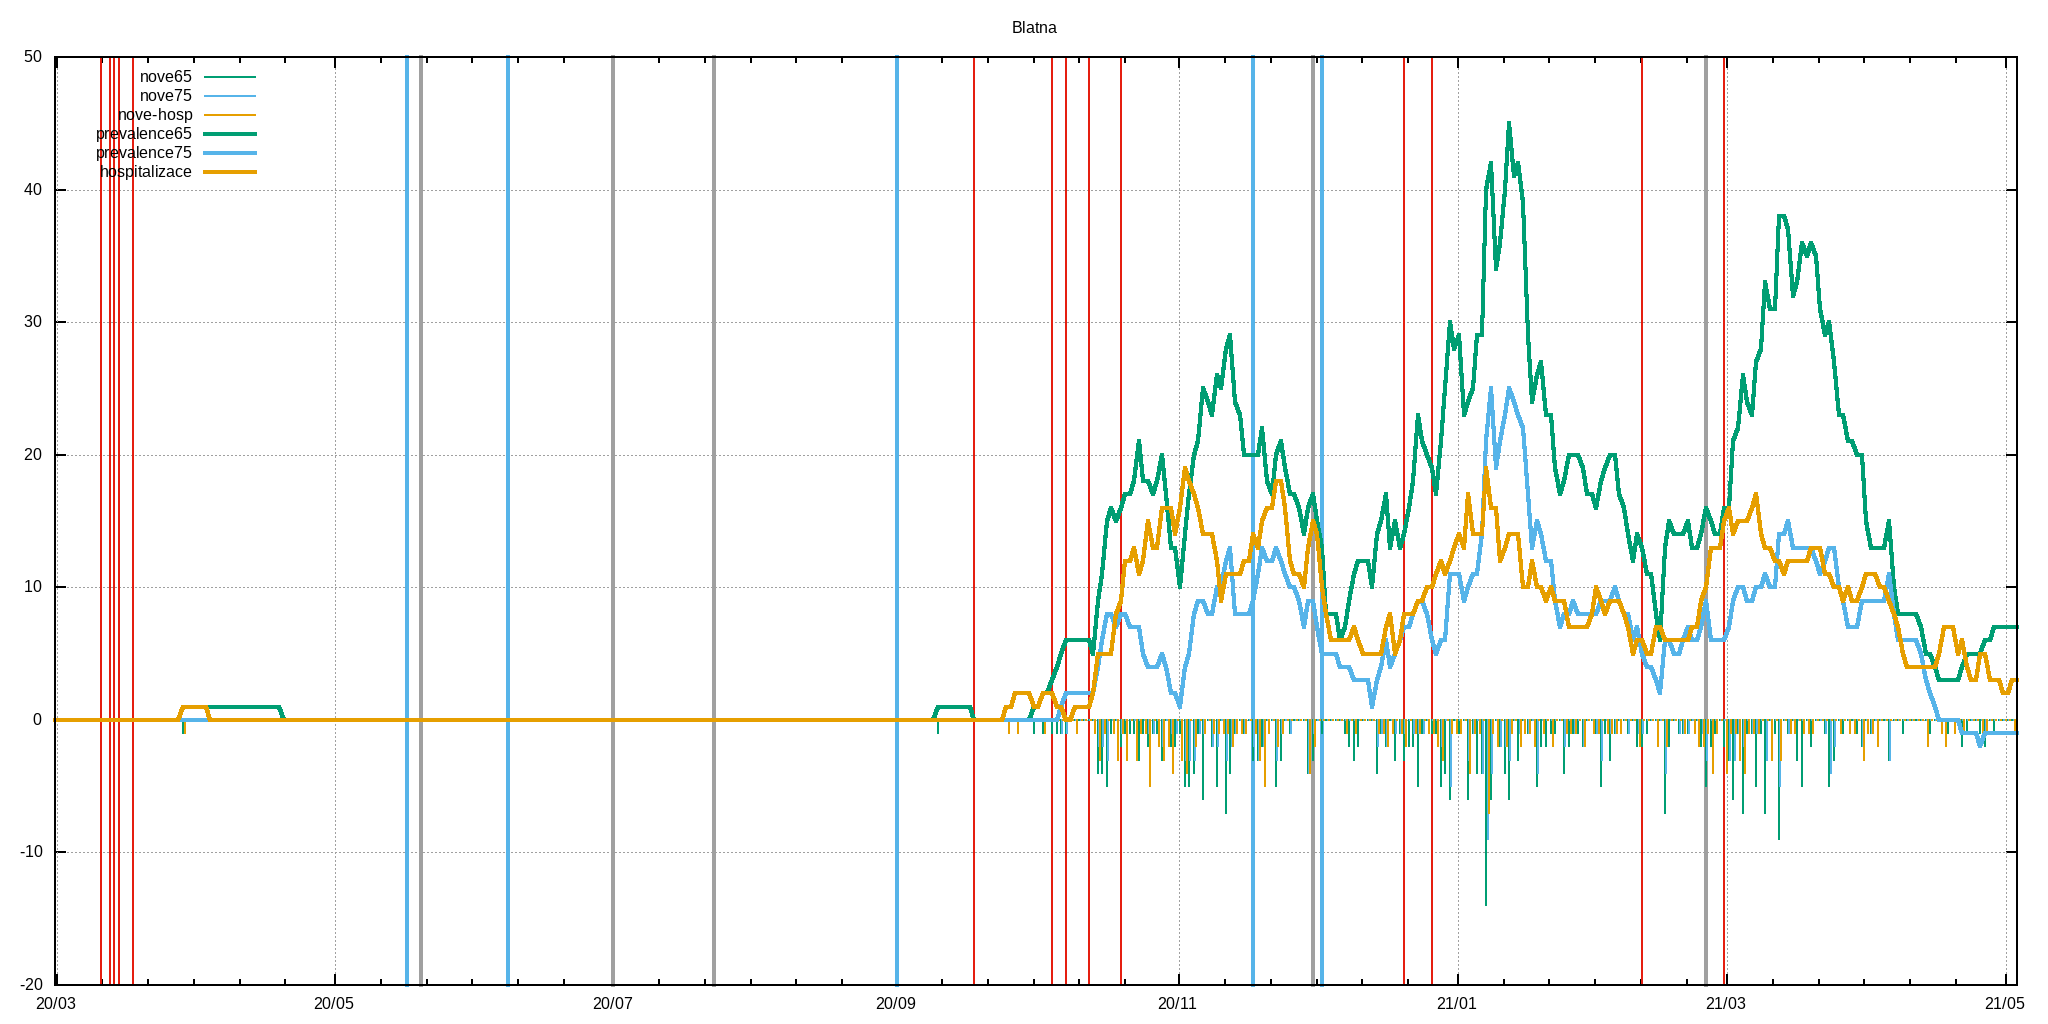 Blatna
50
40
30
20
10
0
-10
-20
nove65
nove75
nove-hosp
prevalence65
prevalence75
hospitalizace
20/03 20/05 20/07 20/09 20/11 21/01 21/03 21/05